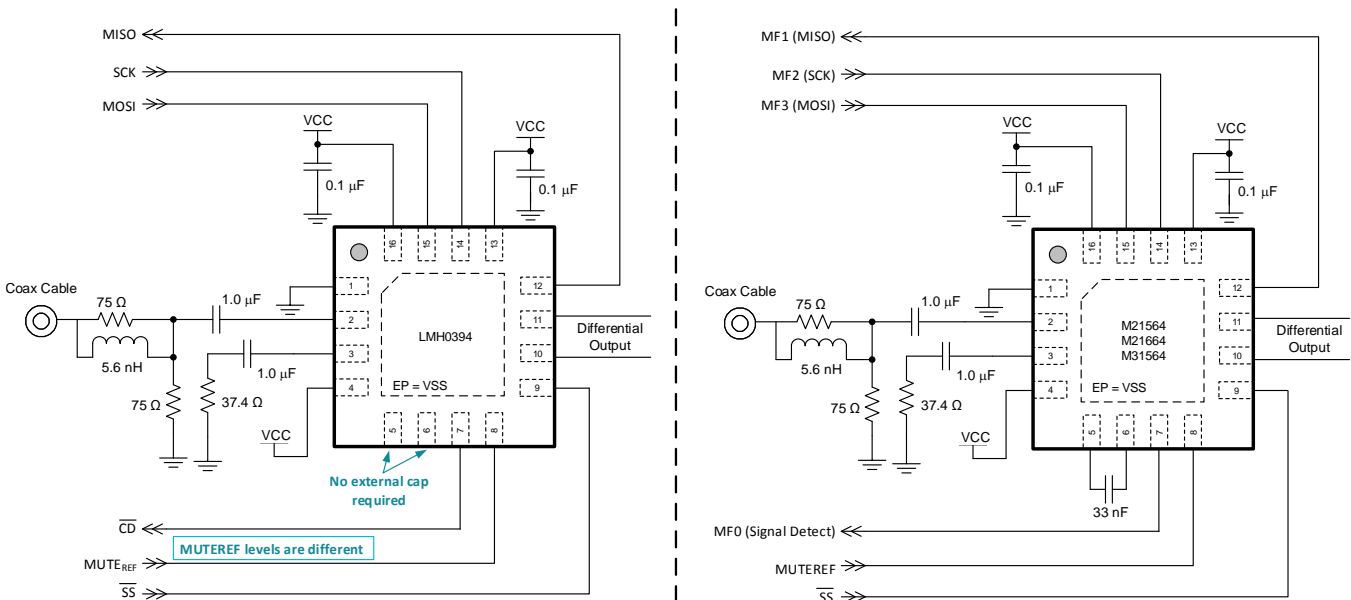 MISO
SCK
MOSI
VCC
0.1 μF
VCC
0.1 μF
16
15
14
13
Coax Cable
75 Ω
5.6 nH
1.0 μF
1.0 μF
75 Ω
37.4 Ω
VCC
1
2
3
4
LMH0394
EP = VSS
12
11
10
9
Differential
Output
5
6
7
8
No external cap
required
CD
MUTEREF levels are different
MUTEREF
SS
MF1 (MISO)
MF2 (SCK)
MF3 (MOSI)
VCC
0.1 μF
VCC
0.1 μF
16
15
14
13
Coax Cable
75 Ω
5.6 nH
1.0 μF
1.0 μF
75 Ω
37.4 Ω
VCC
1
2
3
4
M21564
M21664
M31564
EP = VSS
12
11
10
9
Differential
Output
5
6
7
8
33 nF
MF0 (Signal Detect)
MUTEREF
SS